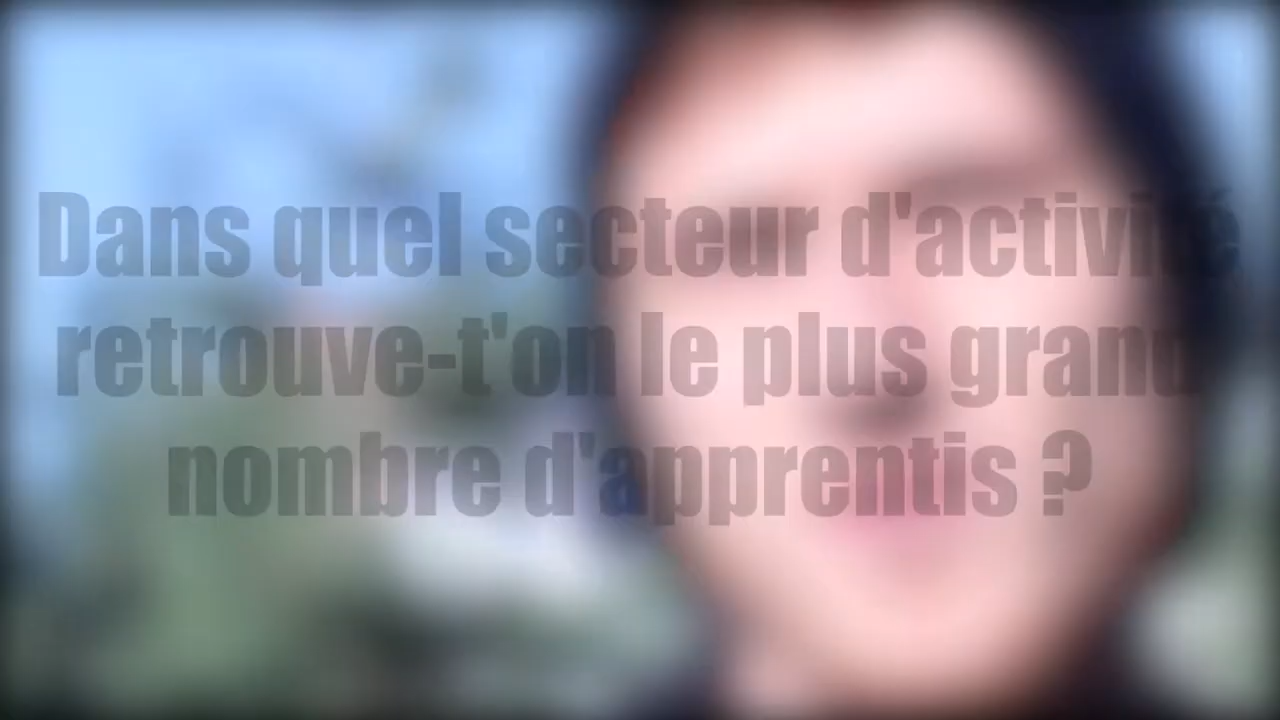 Dans quel secteur d'activité
retrouve-t'on le plus grand
nombre d'apprentis ?